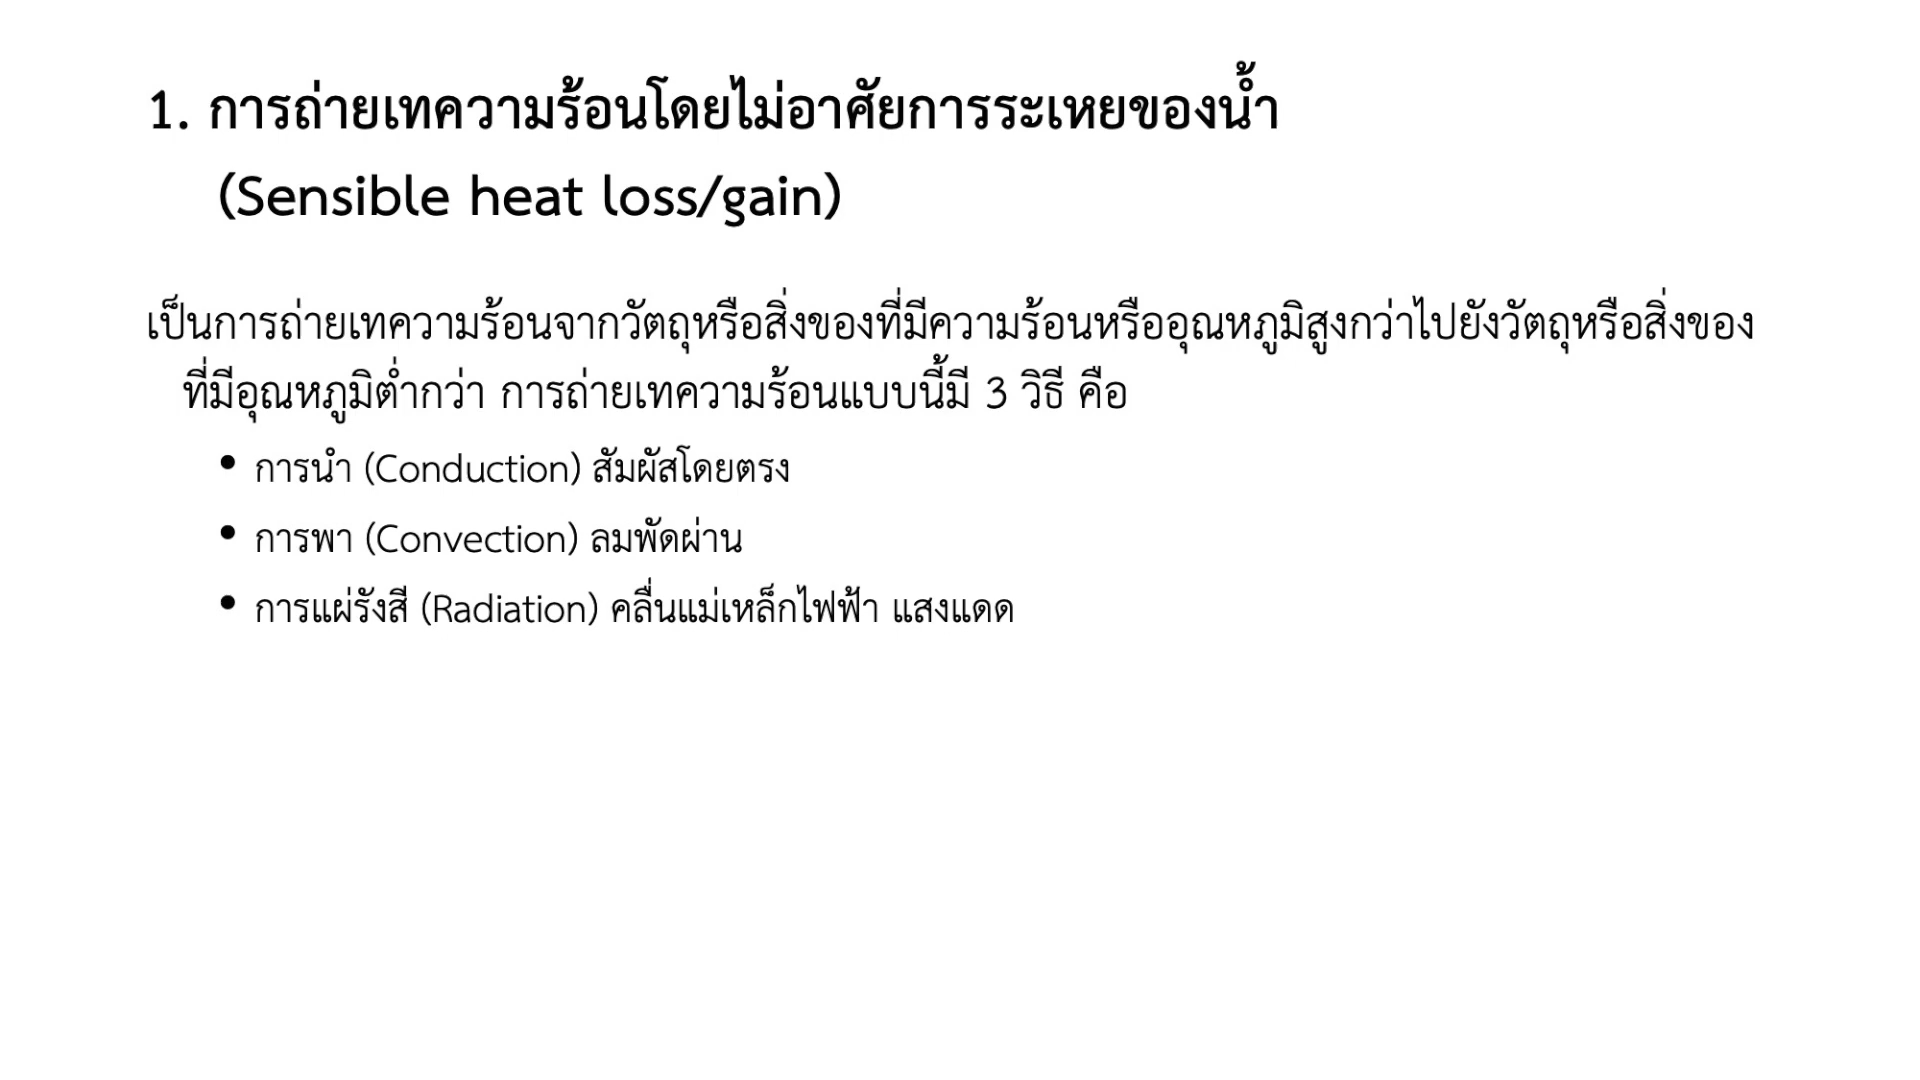 1. การถ่ายเทความร้อนโดยไม่อาศัยการระเหยของน้ำ
(Sensible heat loss/gain)
เป็นการถ่ายเทความร้อนจากวัตถุหรือสิ่งของที่มีความร้อนหรืออุณหภูมิสูงกว่าไปยังวัตถุหรือสิ่งของ
ที่มีอุณหภูมิต่ำกว่า การถ่ายเทความร้อนแบบนี้มี 3 วิธี คือ
• การนำ (Conduction) สัมผัสโดยตรง
• การพา (Convection) ลมพัดผ่าน
• การแผ่รังสี (Radiation) คลื่นแม่เหล็กไฟฟ้า แสงแดด